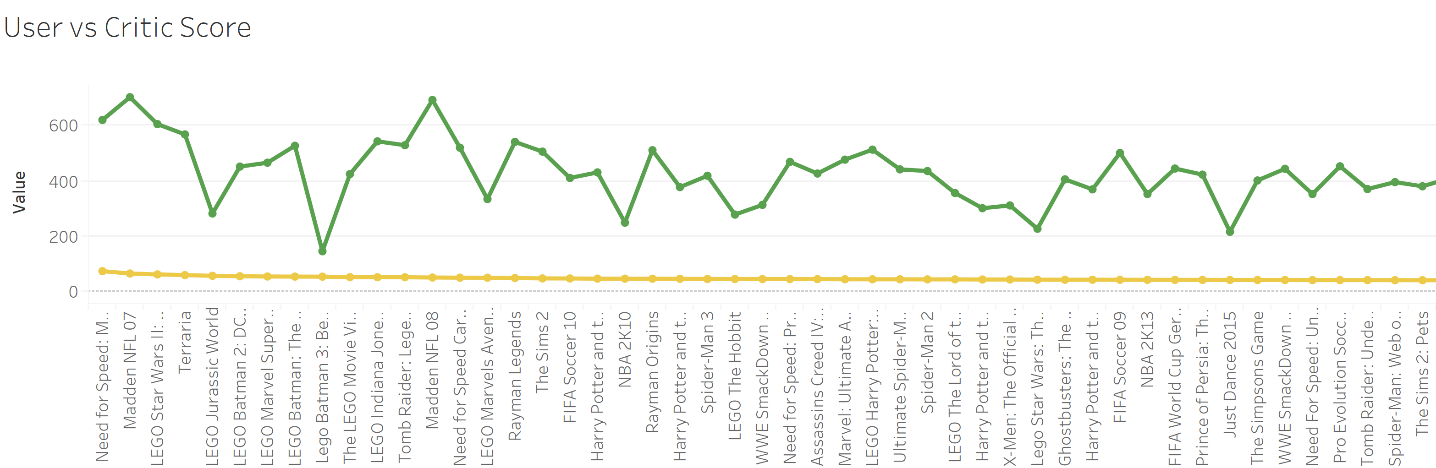 User vs Critic Score
Value
600
400
200
0
Need for Speed: M..
Madden NFL 07
LEGO Star Wars II: ..
Terraria
LEGO Jurassic World
LEGO Batman 2: DC..
LEGO Marvel Super..
LEGO Batman: The ..
Lego Batman 3: Be..
The LEGO Movie Vi..
LEGO Indiana Jone..
Tomb Raider: Lege..
Madden NFL 08
Need for Speed Car..
LEGO Marvels Aven..
Rayman Legends
The Sims 2
FIFA Soccer 10
Harry Potter and t..
NBA 2K10
Rayman Origins
Harry Potter and t..
Spider-Man 3
LEGO The Hobbit
WWE SmackDown ..
Need for Speed: Pr..
Assassins Creed IV:..
Marvel: Ultimate A..
LEGO Harry Potter:..
Ultimate Spider-M..
Spider-Man 2
LEGO The Lord of t..
Harry Potter and t..
X-Men: The Official ..
Lego Star Wars: Th..
Ghostbusters: The ..
Harry Potter and t..
FIFA Soccer 09
NBA 2K13
FIFA World Cup Ger..
Prince of Persia: Th..
Just Dance 2015
The Simpsons Game
WWE SmackDown ..
Need For Speed: Un..
Pro Evolution Socc..
Tomb Raider: Unde..
Spider-Man: Web o..
The Sims 2: Pets